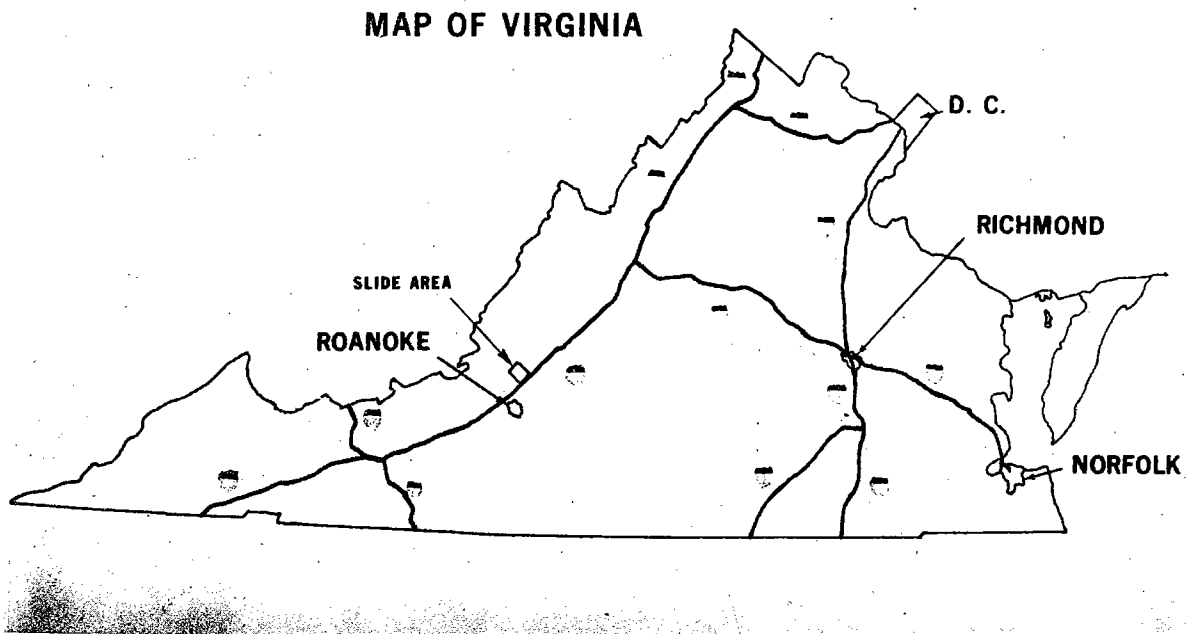 MAP OF VIRGINIA
D. C.
RICHMOND
SLIDE AREA
ROANOKE
NORFOLK